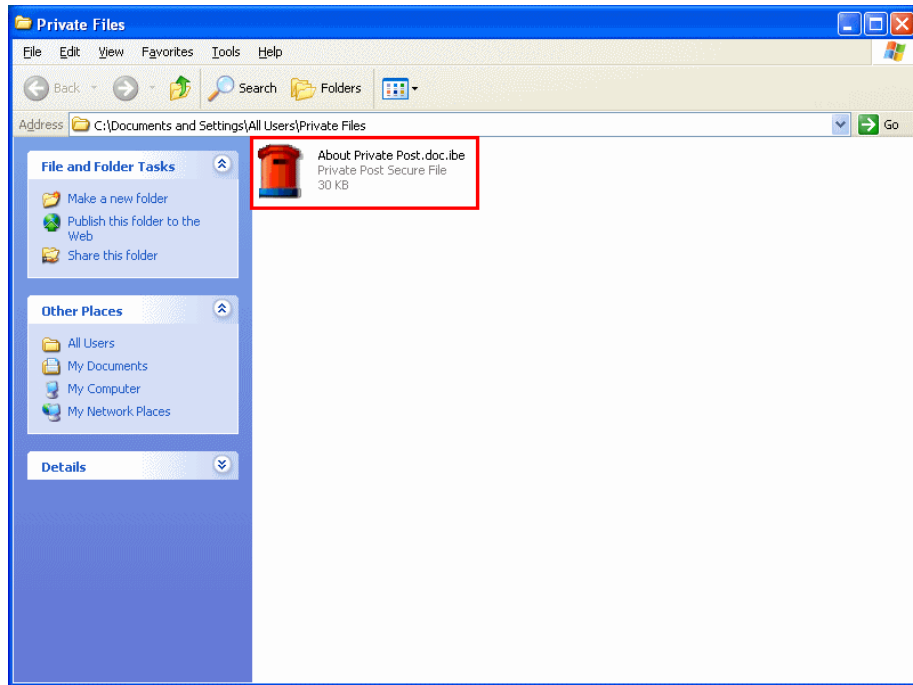 Private Files
File Edit View Favorites Tools Help
Back Search Folders
Address C:\Documents and Settings\All Users\Private Files Go
File and Folder Tasks
Make a new folder
Publish this folder to the
Web
Share this folder
Other Places
All Users
My Documents
My Computer
My Network Places
Details
About Private Post.doc.ibe
Private Post Secure File
30 KB